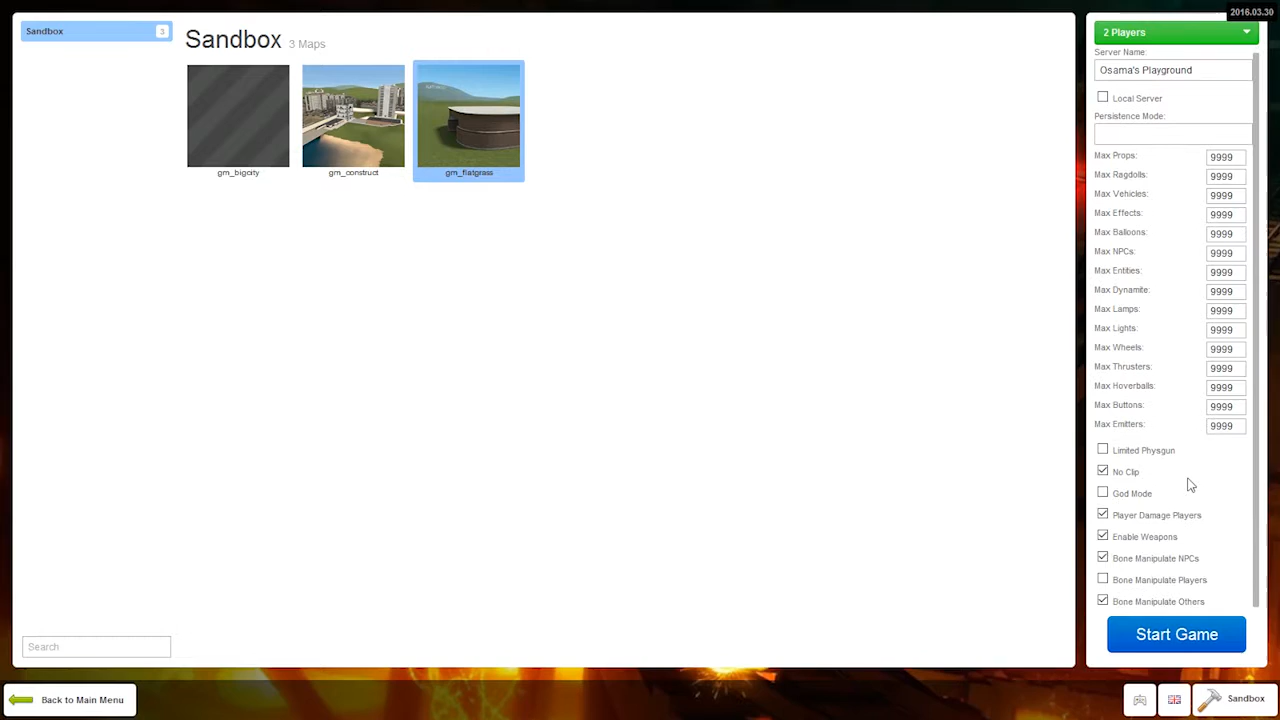 2016.03.30
Sandbox 3
Sandbox 3 Maps
gm_bigcity
gm_construct
gm_flatgrass
Search
2 Players
Server Name:
Osama's Playground
Local Server
Persistence Mode:
Max Props: 9999
Max Ragdolls: 9999
Max Vehicles: 9999
Max Effects: 9999
Max Balloons: 9999
Max NPCs: 9999
Max Entities: 9999
Max Dynamite: 9999
Max Lamps: 9999
Max Lights: 9999
Max Wheels: 9999
Max Thrusters: 9999
Max Hoverballs: 9999
Max Buttons: 9999
Max Emitters: 9999
Limited Physgun
No Clip
God Mode
Player Damage Players
Enable Weapons
Bone Manipulate NPCs
Bone Manipulate Players
Bone Manipulate Others
Start Game
Back to Main Menu
Sandbox